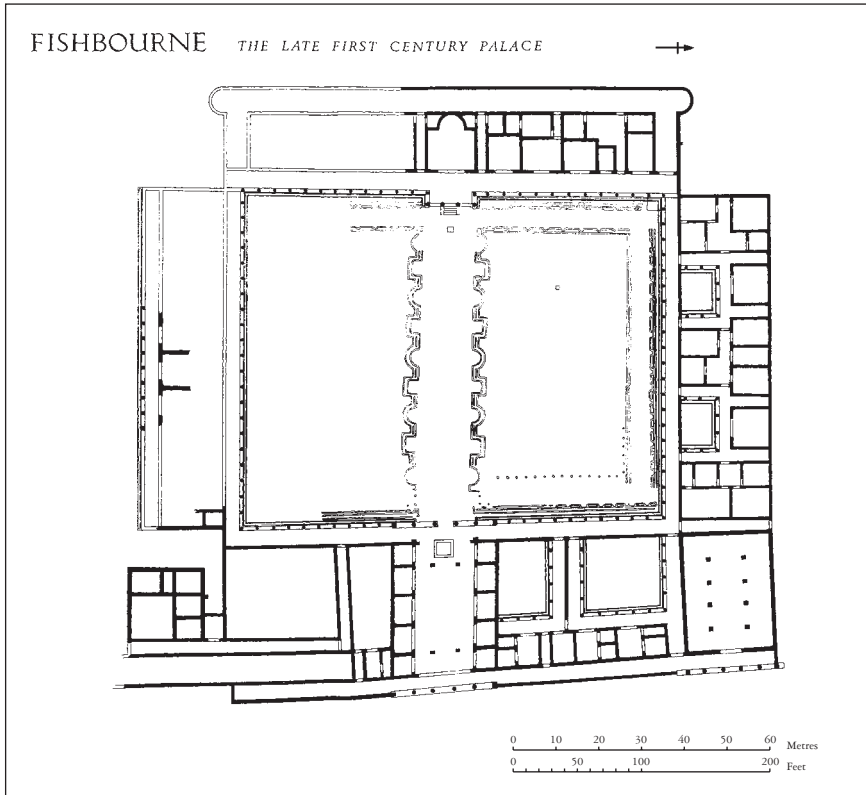 FISHBOURNE THE LATE FIRST CENTURY PALACE
0 10 20 30 40 50 60 Metres
0 50 100 200 Feet